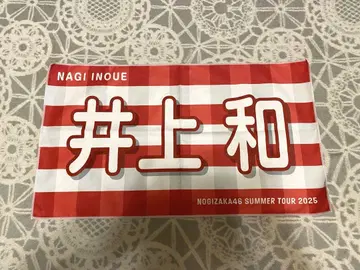 NAGI INOUE
井上 和
NOGIZAKA46 SUMMER TOUR 2025